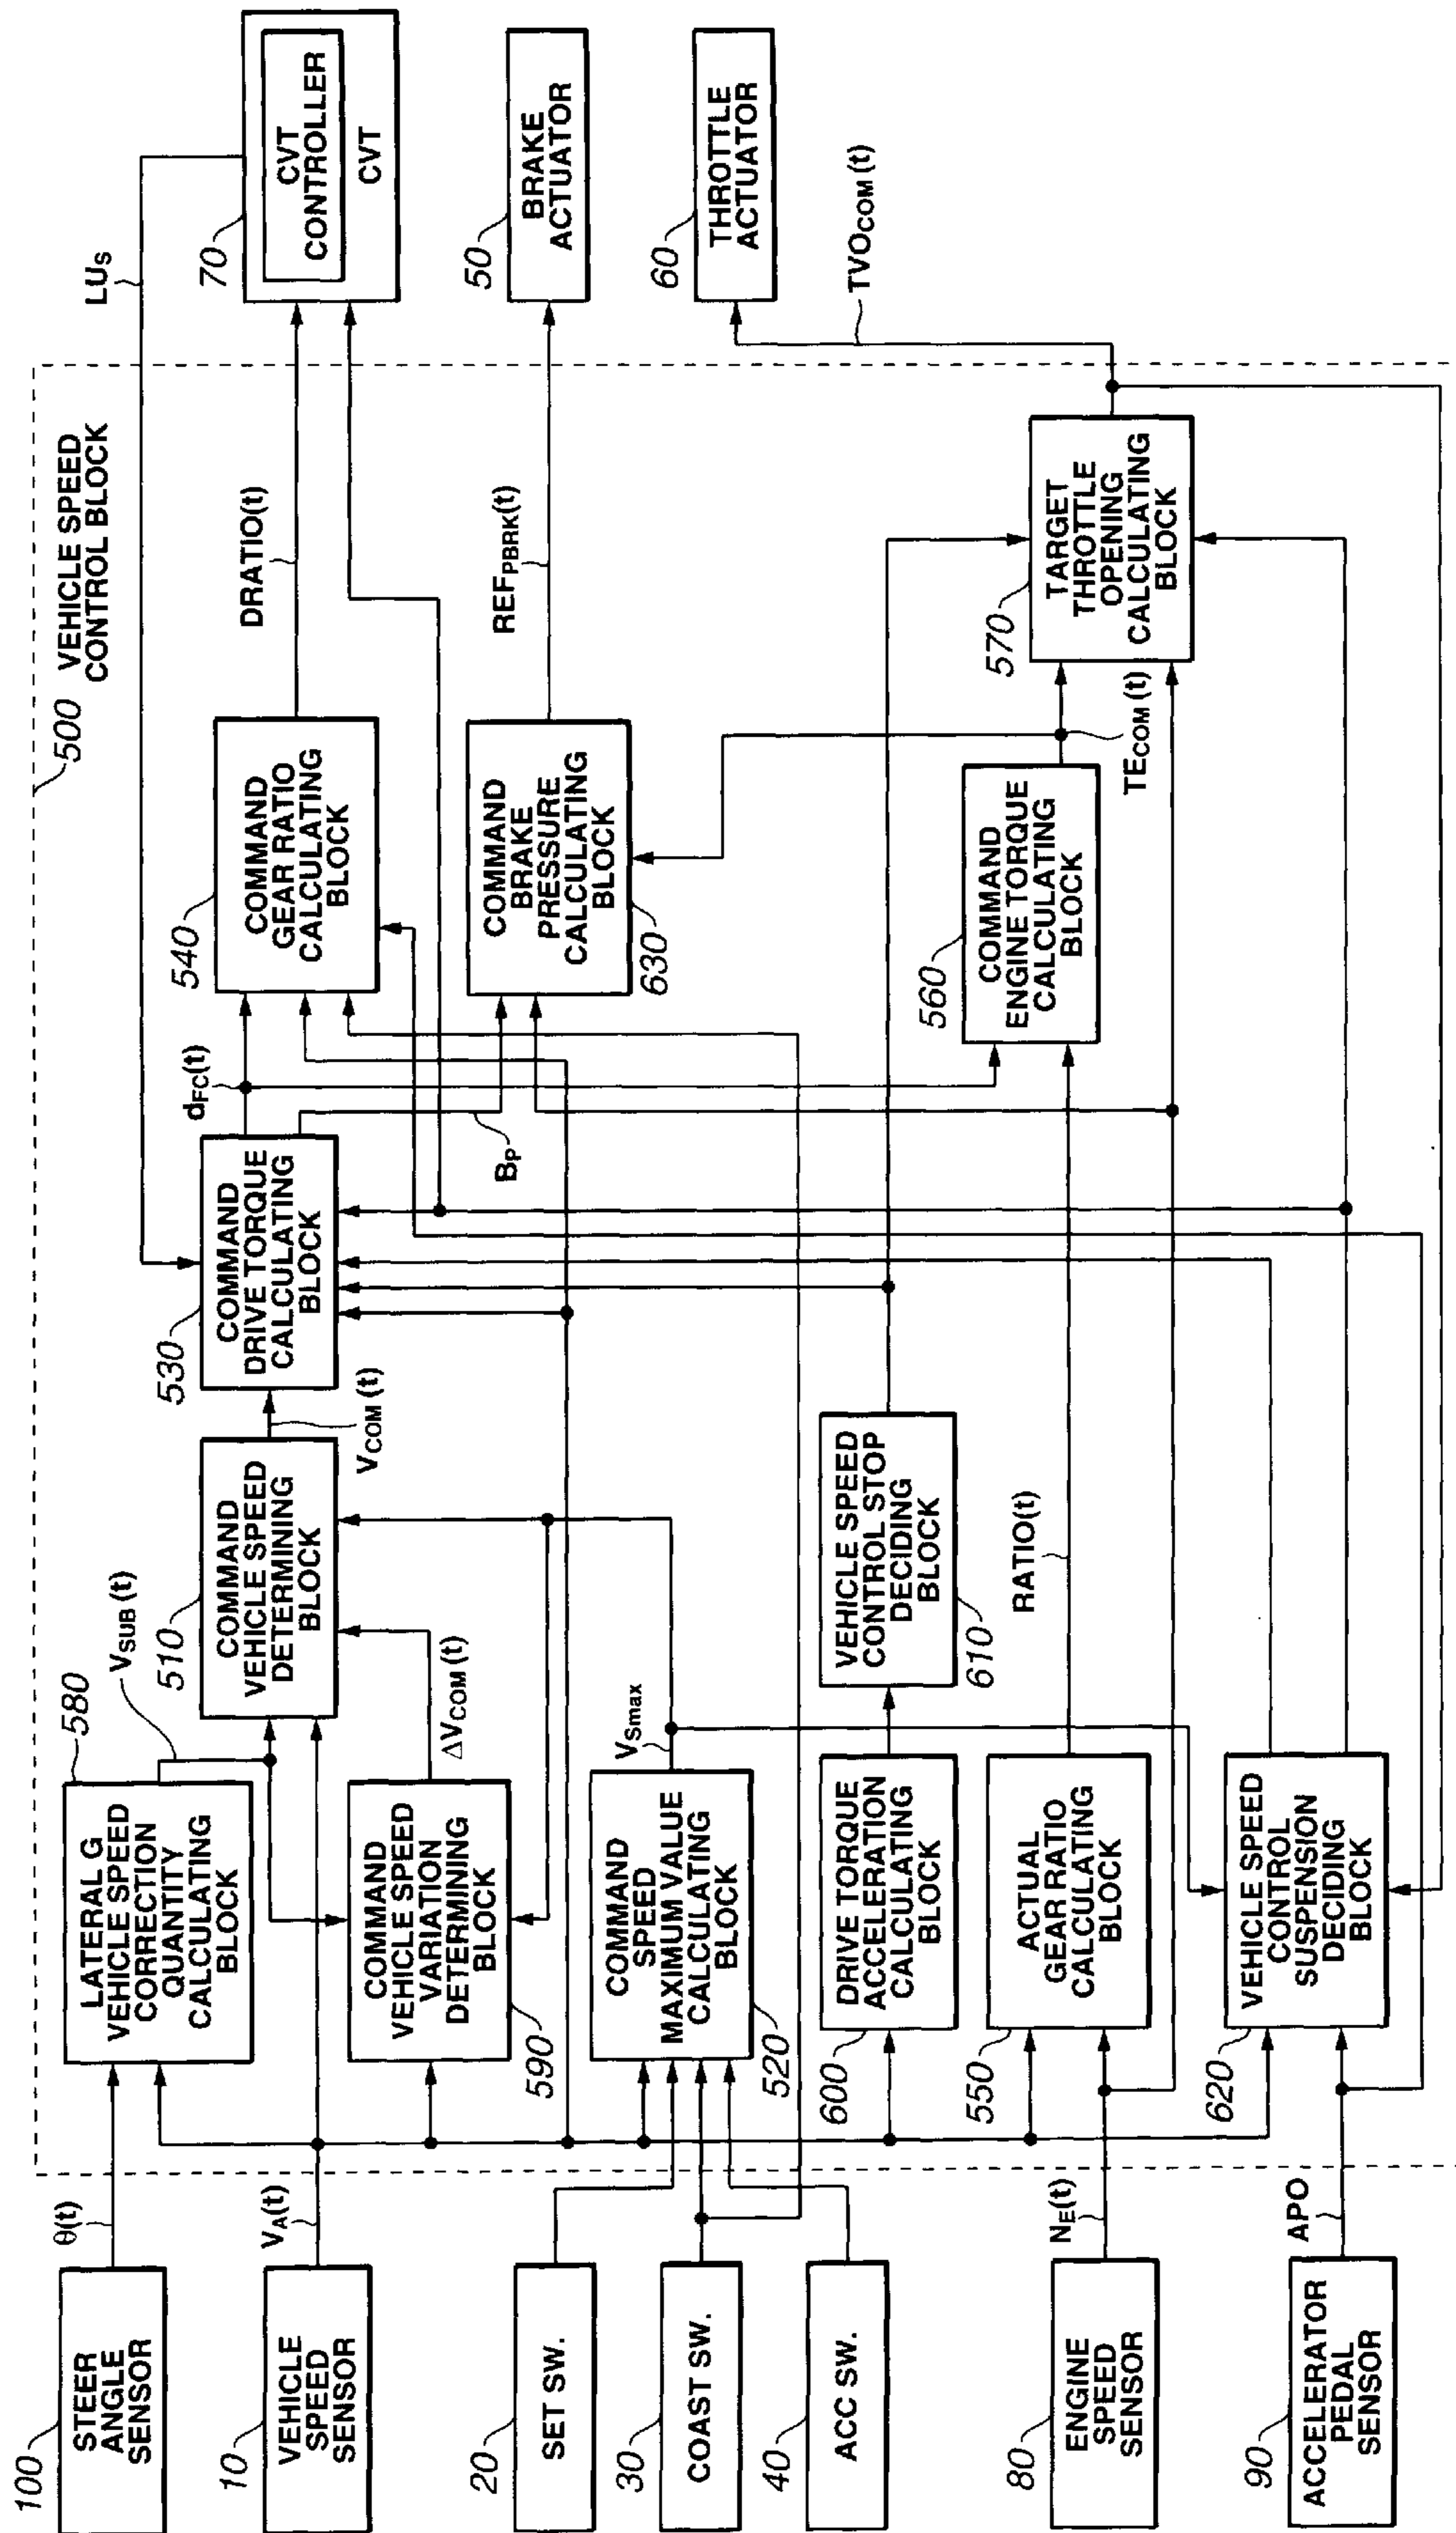 100
STEER
ANGLE
SENSOR
θ(t)
10
VEHICLE
SPEED
SENSOR
VA(t)
20
SET SW.
30
COAST SW.
40
ACC SW.
80
ENGINE
SPEED
SENSOR
NE(t)
90
ACCELERATOR
PEDAL
SENSOR
APO
500
VEHICLE SPEED
CONTROL BLOCK
580
LATERAL G
VEHICLE SPEED
CORRECTION
QUANTITY
CALCULATING
BLOCK
VSUB(t)
590
COMMAND
VEHICLE SPEED
VARIATION
DETERMINING
BLOCK
ΔVCOM(t)
520
COMMAND
SPEED
MAXIMUM VALUE
CALCULATING
BLOCK
VSmax
600
DRIVE TORQUE
ACCELERATION
CALCULATING
BLOCK
550
ACTUAL
GEAR RATIO
CALCULATING
BLOCK
RATIO(t)
620
VEHICLE SPEED
CONTROL
SUSPENSION
DECIDING
BLOCK
510
COMMAND
VEHICLE SPEED
DETERMINING
BLOCK
VCOM(t)
610
VEHICLE SPEED
CONTROL STOP
DECIDING
BLOCK
530
COMMAND
DRIVE TORQUE
CALCULATING
BLOCK
dFC(t)
BP
540
COMMAND
GEAR RATIO
CALCULATING
BLOCK
DRATIO(t)
630
COMMAND
BRAKE
PRESSURE
CALCULATING
BLOCK
REFPBRK(t)
560
COMMAND
ENGINE TORQUE
CALCULATING
BLOCK
TECOM(t)
570
TARGET
THROTTLE
OPENING
CALCULATING
BLOCK
TVOCOM(t)
LUS
70
CVT
CONTROLLER
CVT
50
BRAKE
ACTUATOR
60
THROTTLE
ACTUATOR